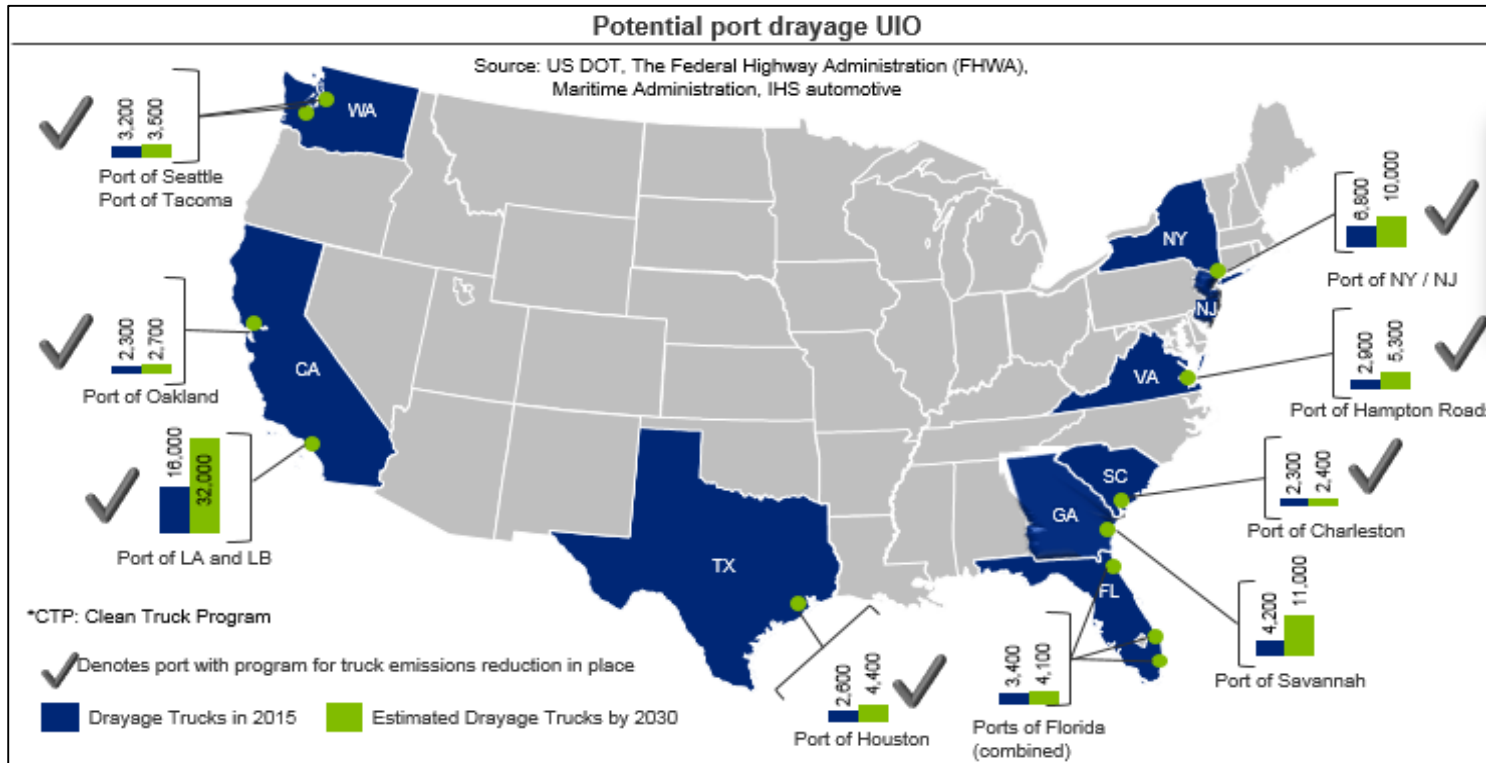 Potential port drayage UIO
Source: US DOT, The Federal Highway Administration (FHWA),
Maritime Administration, IHS automotive
3,200
3,500
Port of Seattle
Port of Tacoma
WA
2,300
2,700
Port of Oakland
CA
16,000
32,000
Port of LA and LB
TX
2,600
4,400
Port of Houston
3,400
4,100
Ports of Florida
(combined)
FL
GA
SC
4,200
11,000
Port of Savannah
2,300
2,400
Port of Charleston
VA
2,900
5,300
Port of Hampton Roads
NY
NJ
6,800
10,000
Port of NY / NJ
*CTP: Clean Truck Program
Denotes port with program for truck emissions reduction in place
Drayage Trucks in 2015
Estimated Drayage Trucks by 2030